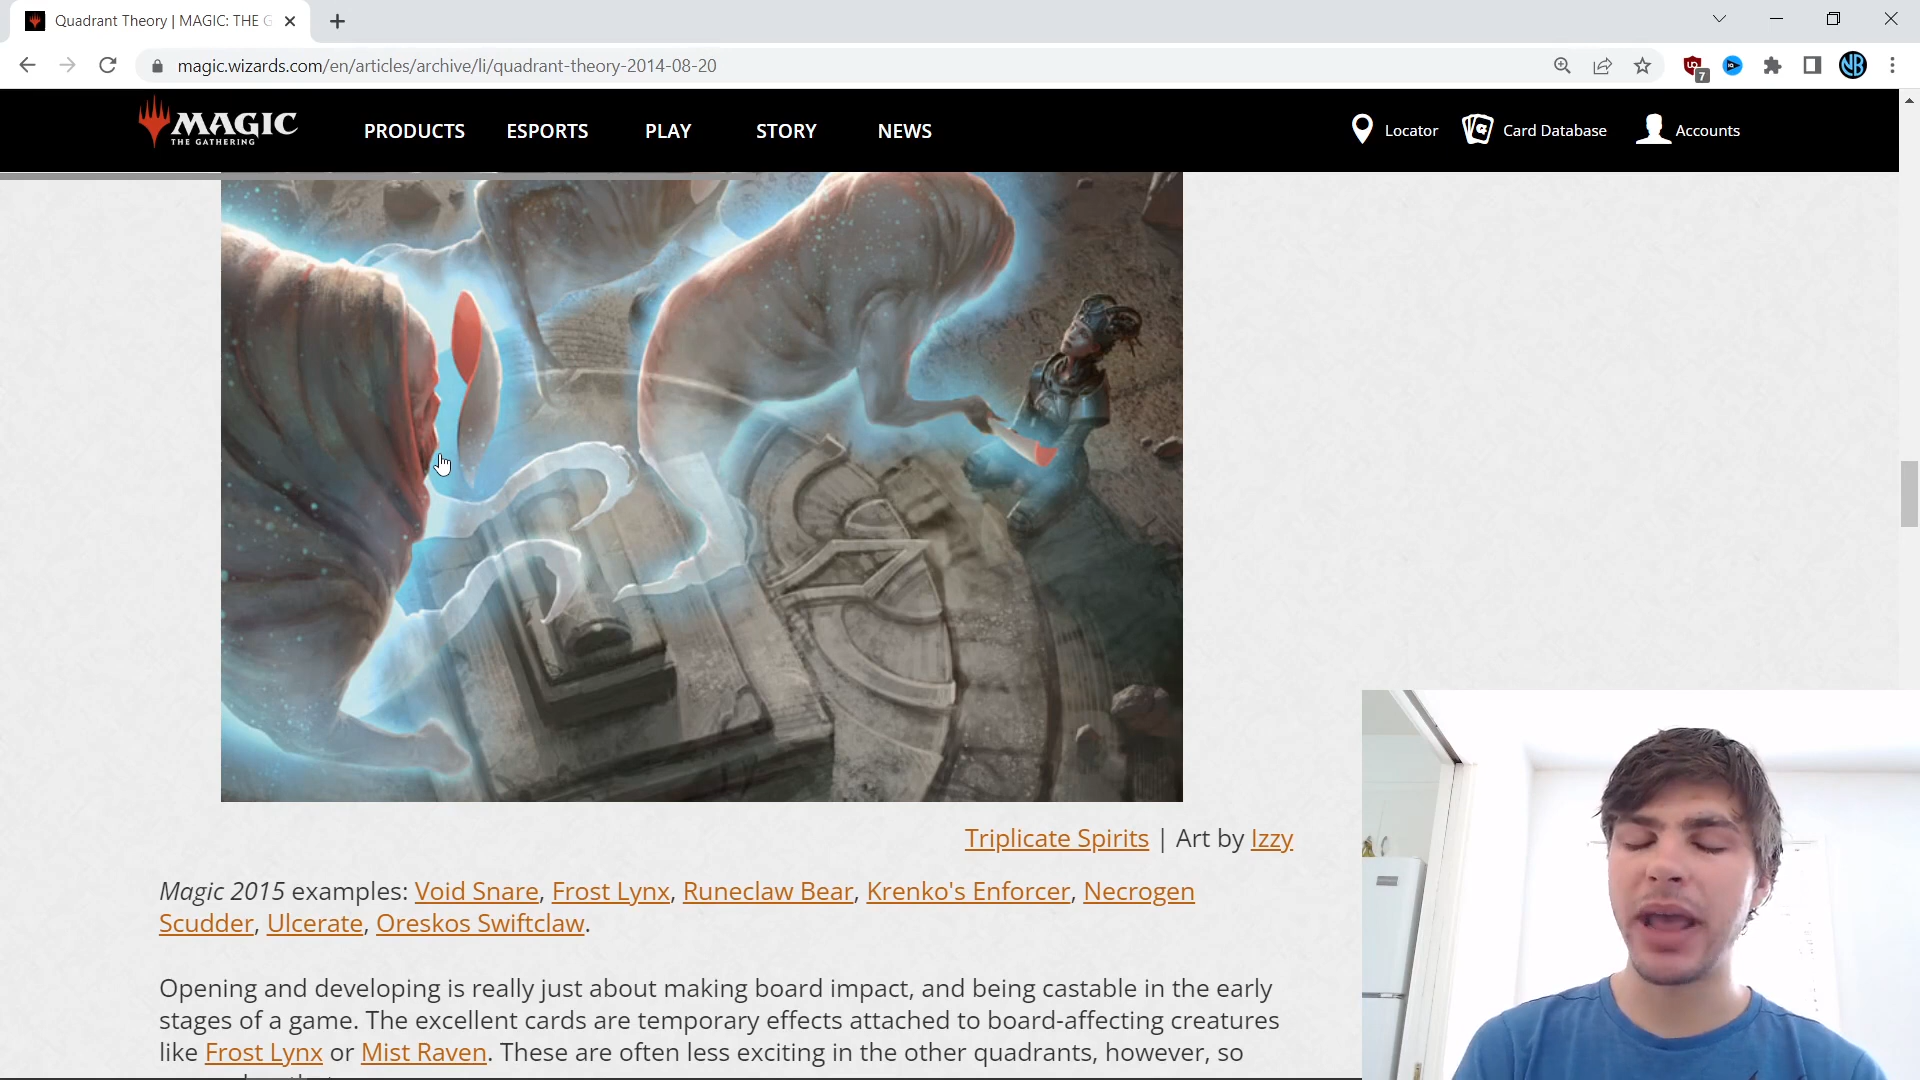 Quadrant Theory | MAGIC: THE G
magic.wizards.com/en/articles/archive/li/quadrant-theory-2014-08-20
7
NB
MAGIC
THE GATHERING
PRODUCTS ESPORTS PLAY STORY NEWS
Locator Card Database Accounts
Triplicate Spirits | Art by Izzy
Magic 2015 examples: Void Snare, Frost Lynx, Runeclaw Bear, Krenko's Enforcer, Necrogen
Scudder, Ulcerate, Oreskos Swiftclaw.
Opening and developing is really just about making board impact, and being castable in the early
stages of a game. The excellent cards are temporary effects attached to board-affecting creatures
like Frost Lynx or Mist Raven. These are often less exciting in the other quadrants, however, so